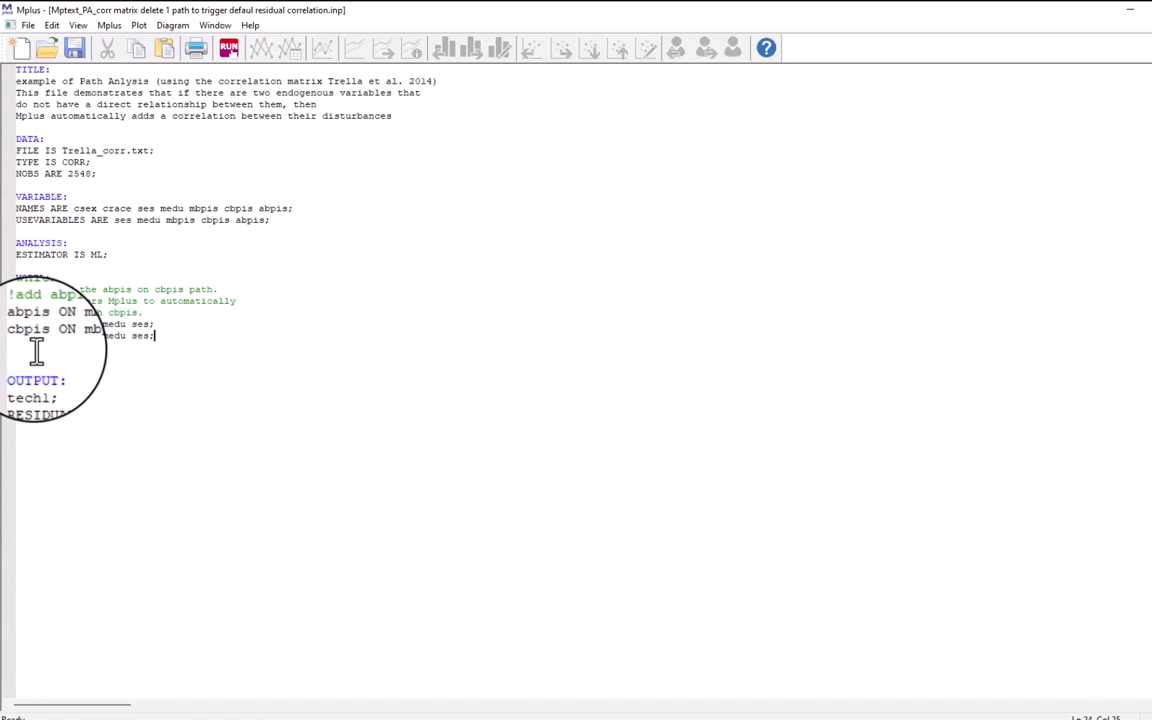 Mplus - [Mptext_PA_corr matrix delete 1 path to trigger defaul residual correlation.inp]
File Edit View Mplus Plot Diagram Window Help
RUN
TITLE:
example of Path Anlysis (using the correlation matrix Trella et al. 2014)
This file demonstrates that if there are two endogenous variables that
do not have a direct relationship between them, then
Mplus automatically adds a correlation between their disturbances
DATA:
FILE IS Trella_corr.txt;
TYPE IS CORR;
NOBS ARE 2548;
VARIABLE:
NAMES ARE csex crace ses medu mbpis cbpis abpis;
USEVARIABLES ARE ses medu mbpis cbpis abpis;
ANALYSIS:
ESTIMATOR IS ML;
the abpis on cbpis path.
!add Mplus to automatically
cbpis.
abpis ON medu ses;
cbpis ON medu ses;
OUTPUT:
tech1;